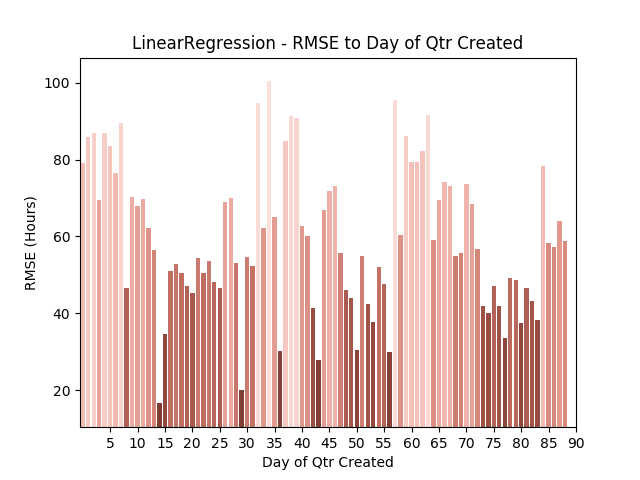 LinearRegression - RMSE to Day of Qtr Created
100
80
60
40
20
RMSE (Hours)
5 10 15 20 25 30 35 40 45 50 55 60 65 70 75 80 85 90
Day of Qtr Created